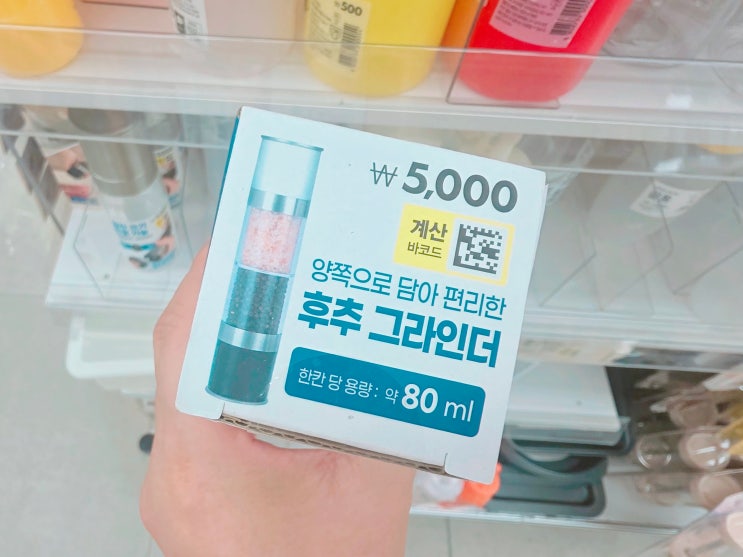 ₩500
₩5,000
계산
바코드
양쪽으로 담아 편리한
후추 그라인더
한칸 당 용량 : 약 80 ml